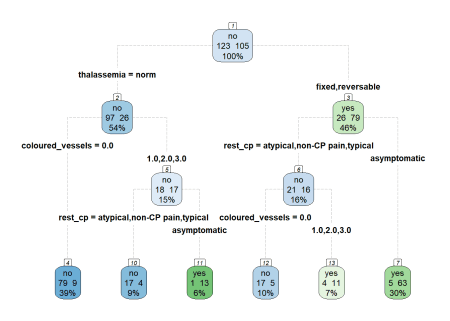 1
no
123 105
100%
thalassemia = norm
fixed,reversable
2
no
97 26
54%
3
yes
26 79
46%
coloured_vessels = 0.0
1.0,2.0,3.0
rest_cp = atypical,non-CP pain,typical
asymptomatic
5
no
18 17
15%
6
no
21 16
16%
rest_cp = atypical,non-CP pain,typical
asymptomatic
coloured_vessels = 0.0
1.0,2.0,3.0
4
no
79 9
39%
10
no
17 4
9%
11
yes
1 13
6%
12
no
17 5
10%
13
yes
4 11
7%
7
yes
5 63
30%